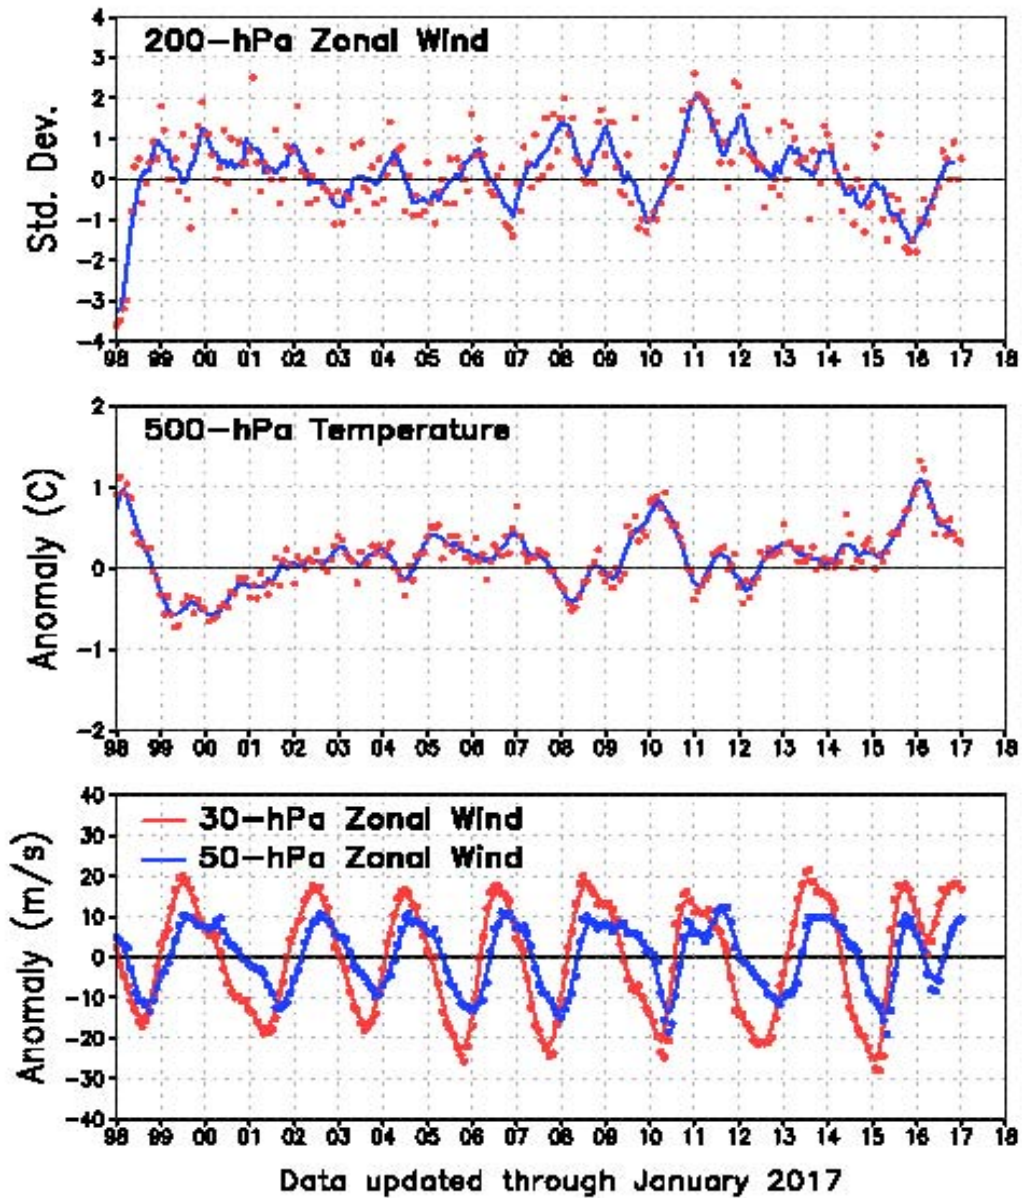 200-hPa Zonal Wind
Std. Dev.
4
3
2
1
0
-1
-2
-3
-4
98 99 00 01 02 03 04 05 06 07 08 09 10 11 12 13 14 15 16 17 18
500-hPa Temperature
Anomaly (C)
2
1
0
-1
-2
98 99 00 01 02 03 04 05 06 07 08 09 10 11 12 13 14 15 16 17 18
30-hPa Zonal Wind
50-hPa Zonal Wind
Anomaly (m/s)
40
30
20
10
0
-10
-20
-30
-40
98 99 00 01 02 03 04 05 06 07 08 09 10 11 12 13 14 15 16 17 18
Data updated through January 2017